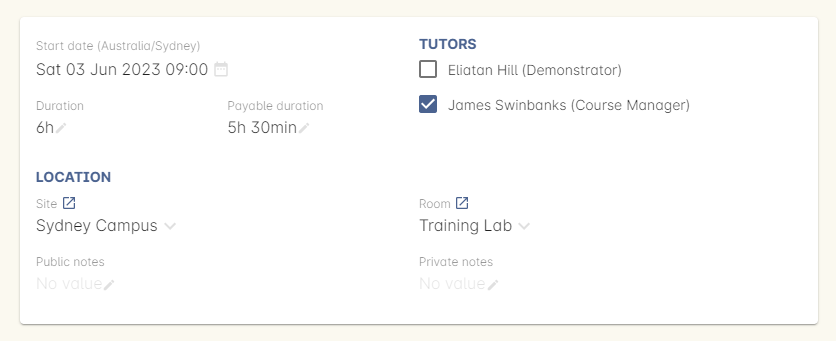 Start date (Australia/Sydney)
Sat 03 Jun 2023 09:00
Duration
Payable duration
6h
5h 30min
TUTORS
Eliatan Hill (Demonstrator)
James Swinbanks (Course Manager)
LOCATION
Site
Room
Sydney Campus
Training Lab
Public notes
Private notes
No value
No value